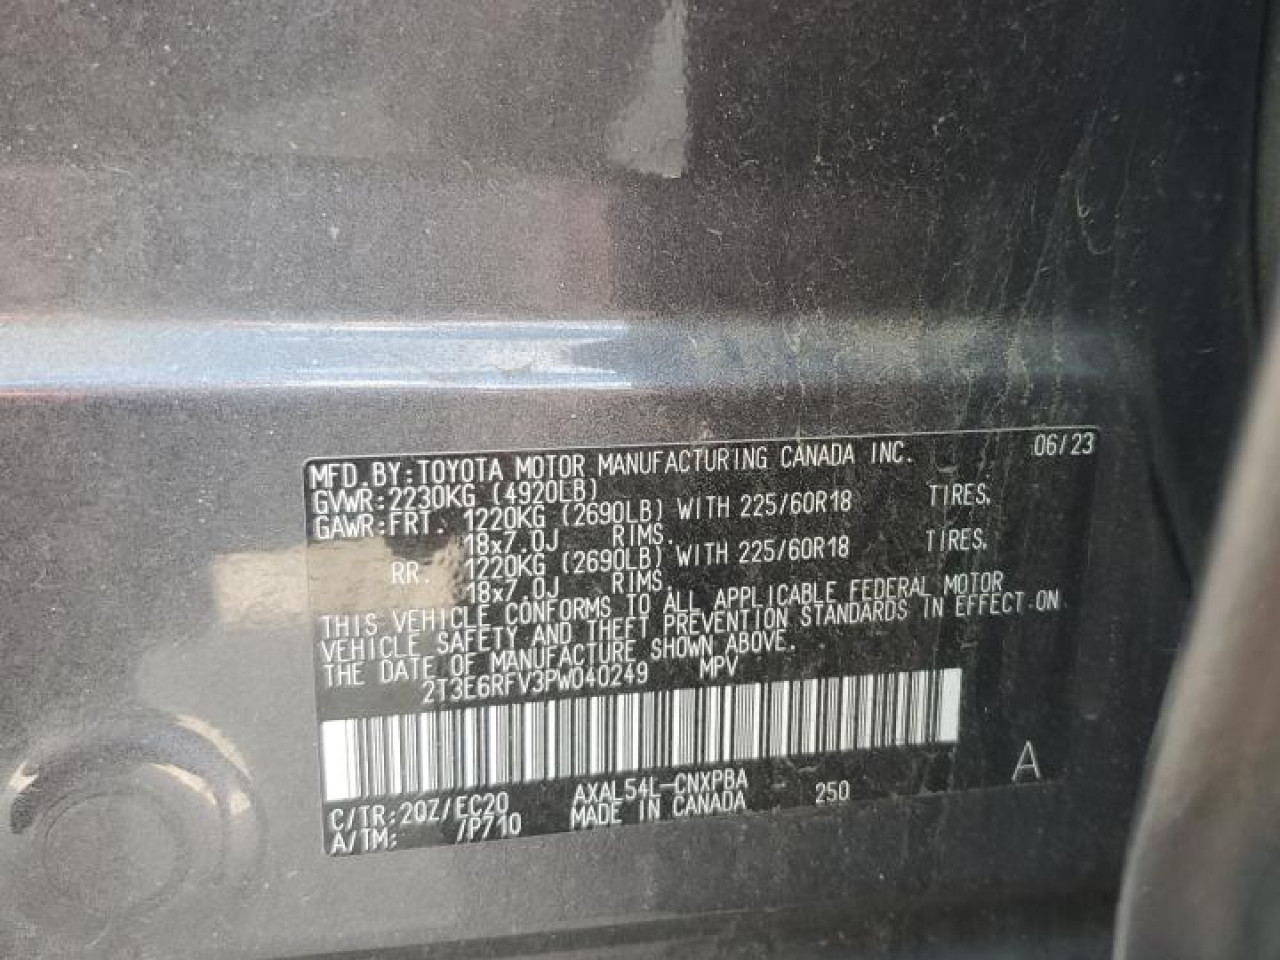 MFD. BY: TOYOTA MOTOR MANUFACTURING CANADA INC. 06/23
GVWR: 2230KG (4920LB)
GAWR: FRT. 1220KG (2690LB) WITH 225/60R18 TIRES,
18x7.0J RIMS.
RR. 1220KG (2690LB) WITH 225/60R18 TIRES,
18x7.0J RIMS.
THIS VEHICLE CONFORMS TO ALL APPLICABLE FEDERAL MOTOR
VEHICLE SAFETY AND THEFT PREVENTION STANDARDS IN EFFECT ON
THE DATE OF MANUFACTURE SHOWN ABOVE.
2T3E6RFV3PW040249 MPV
A
C/TR: 20Z/EC20 AXAL54L-CNXPBA 250
A/TM: /P710 MADE IN CANADA